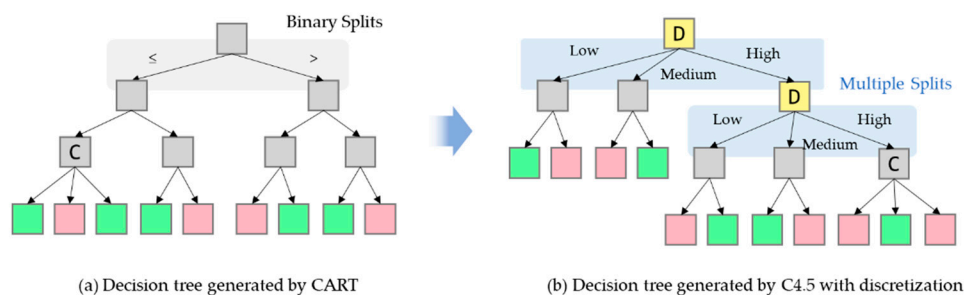 Binary Splits
≤ >
C
(a) Decision tree generated by CART
D
Low High
Medium
Multiple Splits
D
Low High
Medium
C
(b) Decision tree generated by C4.5 with discretization